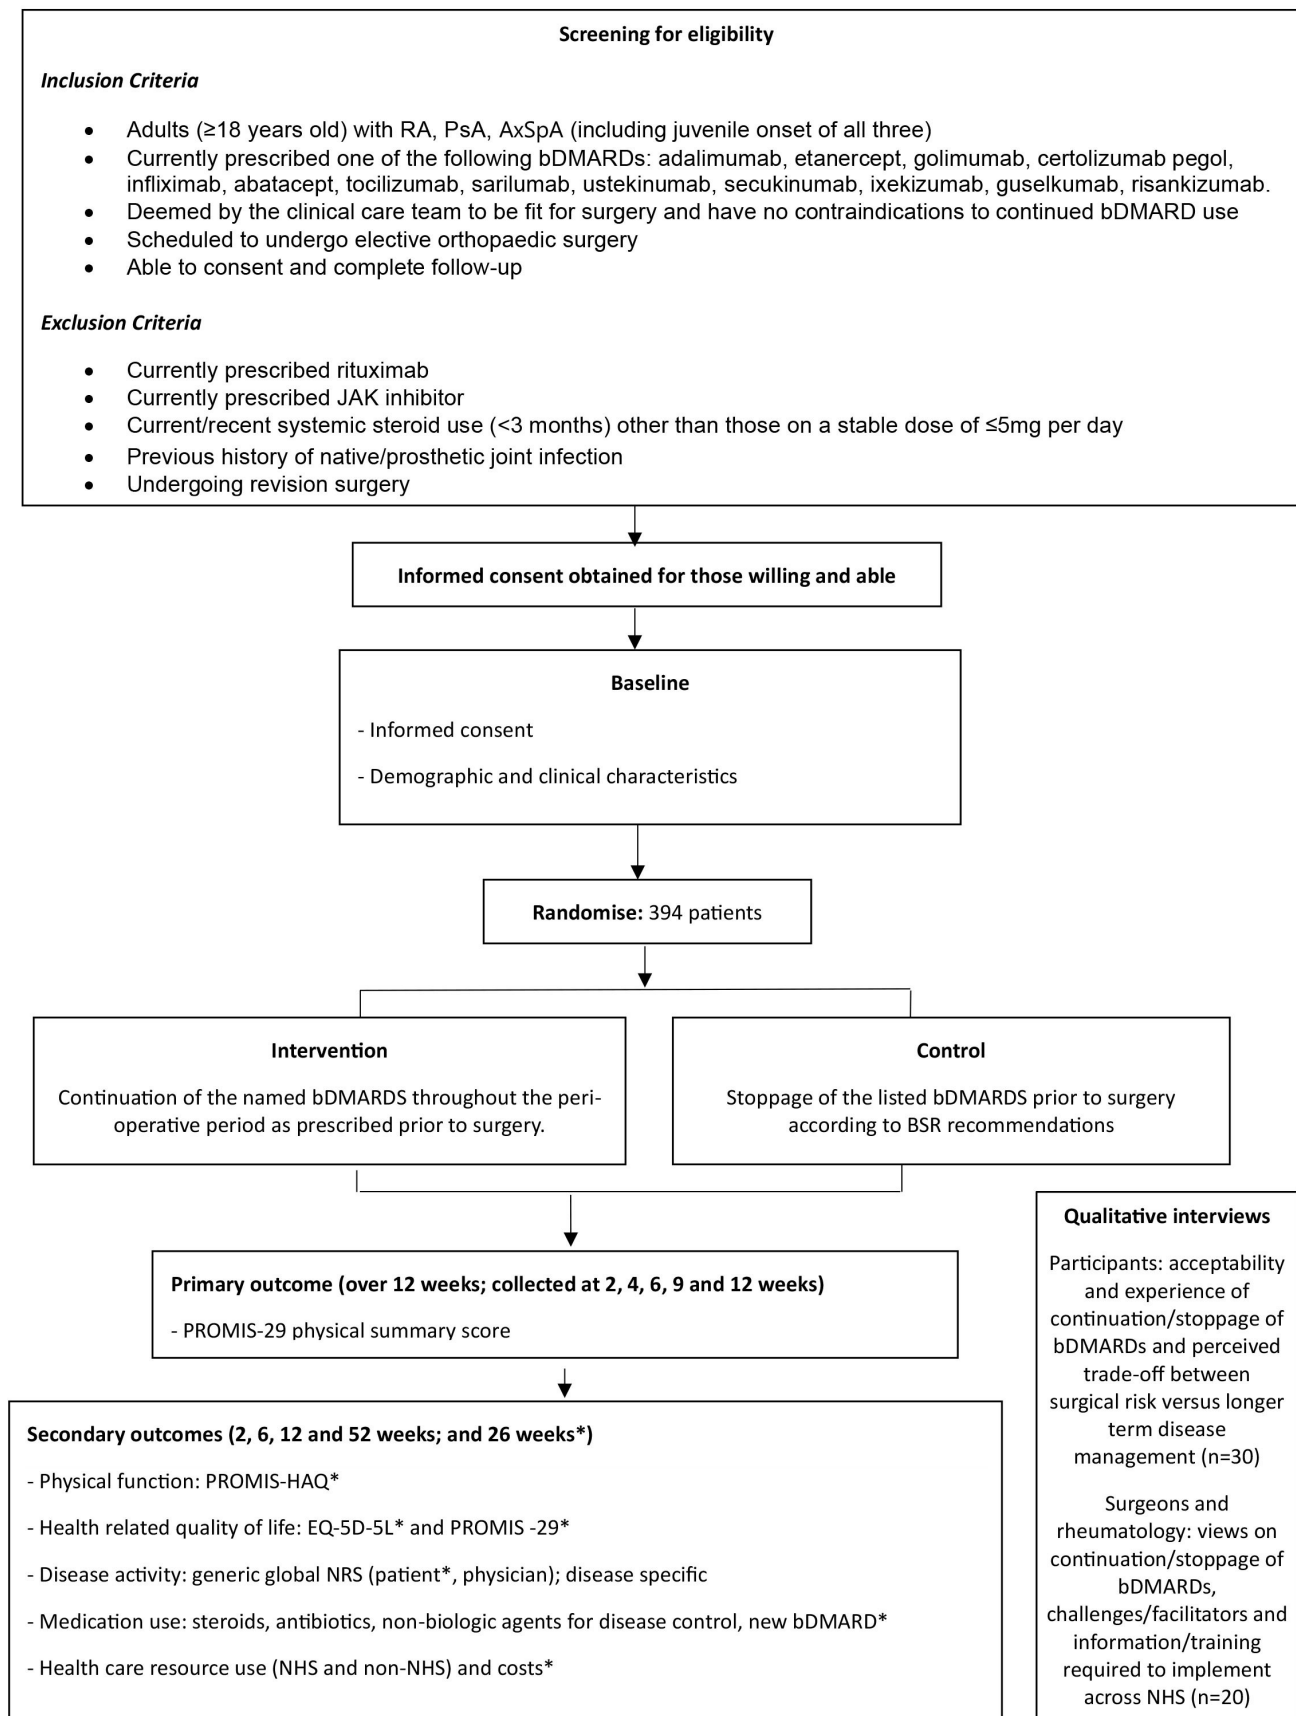 Screening for eligibility
Inclusion Criteria
• Adults (≥18 years old) with RA, PsA, AxSpA (including juvenile onset of all three)
• Currently prescribed one of the following bDMARDs: adalimumab, etanercept, golimumab, certolizumab pegol,
infliximab, abatacept, tocilizumab, sarilumab, ustekinumab, secukinumab, ixekizumab, guselkumab, risankizumab.
• Deemed by the clinical care team to be fit for surgery and have no contraindications to continued bDMARD use
• Scheduled to undergo elective orthopaedic surgery
• Able to consent and complete follow-up
Exclusion Criteria
• Currently prescribed rituximab
• Currently prescribed JAK inhibitor
• Current/recent systemic steroid use (<3 months) other than those on a stable dose of ≤5mg per day
• Previous history of native/prosthetic joint infection
• Undergoing revision surgery
Informed consent obtained for those willing and able
Baseline
- Informed consent
- Demographic and clinical characteristics
Randomise: 394 patients
Intervention
Continuation of the named bDMARDS throughout the peri-
operative period as prescribed prior to surgery.
Control
Stoppage of the listed bDMARDS prior to surgery
according to BSR recommendations
Primary outcome (over 12 weeks; collected at 2, 4, 6, 9 and 12 weeks)
- PROMIS-29 physical summary score
Secondary outcomes (2, 6, 12 and 52 weeks; and 26 weeks*)
- Physical function: PROMIS-HAQ*
- Health related quality of life: EQ-5D-5L* and PROMIS -29*
- Disease activity: generic global NRS (patient*, physician); disease specific
- Medication use: steroids, antibiotics, non-biologic agents for disease control, new bDMARD*
- Health care resource use (NHS and non-NHS) and costs*
Qualitative interviews
Participants: acceptability
and experience of
continuation/stoppage of
bDMARDs and perceived
trade-off between
surgical risk versus longer
term disease
management (n=30)
Surgeons and
rheumatology: views on
continuation/stoppage of
bDMARDs,
challenges/facilitators and
information/training
required to implement
across NHS (n=20)